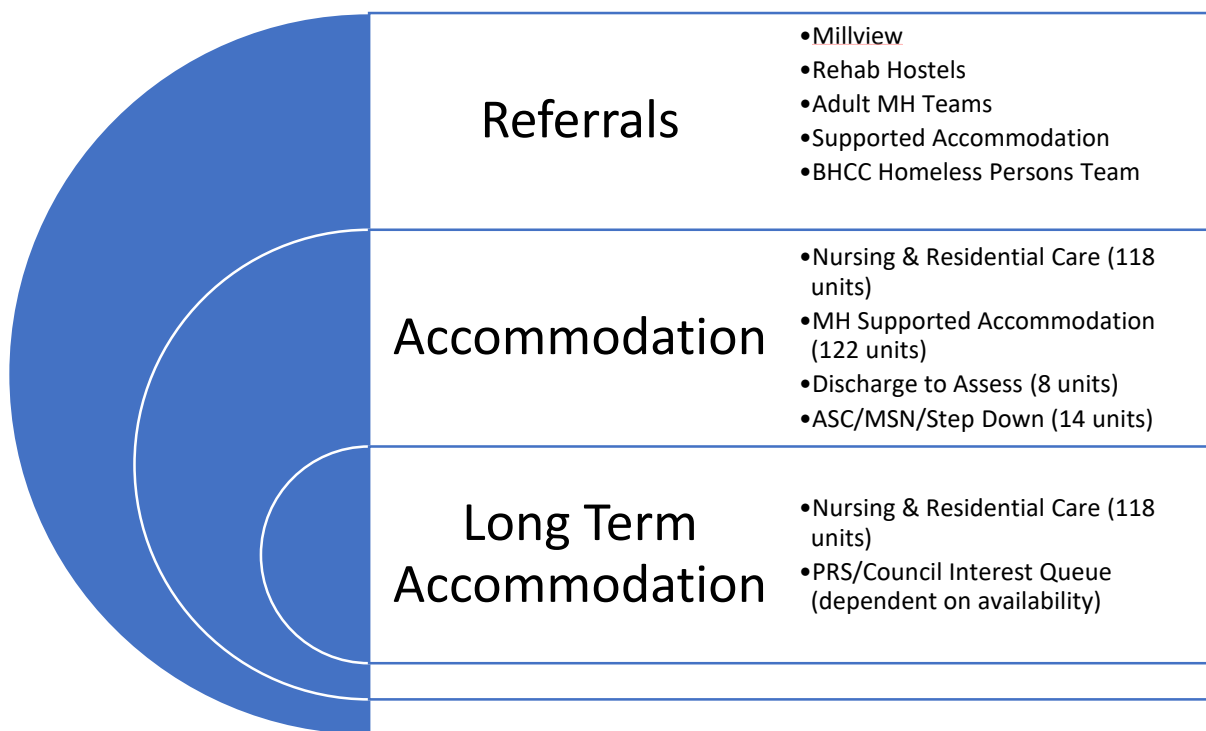 Referrals
•Millview
•Rehab Hostels
•Adult MH Teams
•Supported Accommodation
•BHCC Homeless Persons Team
Accommodation
•Nursing & Residential Care (118
units)
•MH Supported Accommodation
(122 units)
•Discharge to Assess (8 units)
•ASC/MSN/Step Down (14 units)
Long Term
Accommodation
•Nursing & Residential Care (118
units)
•PRS/Council Interest Queue
(dependent on availability)